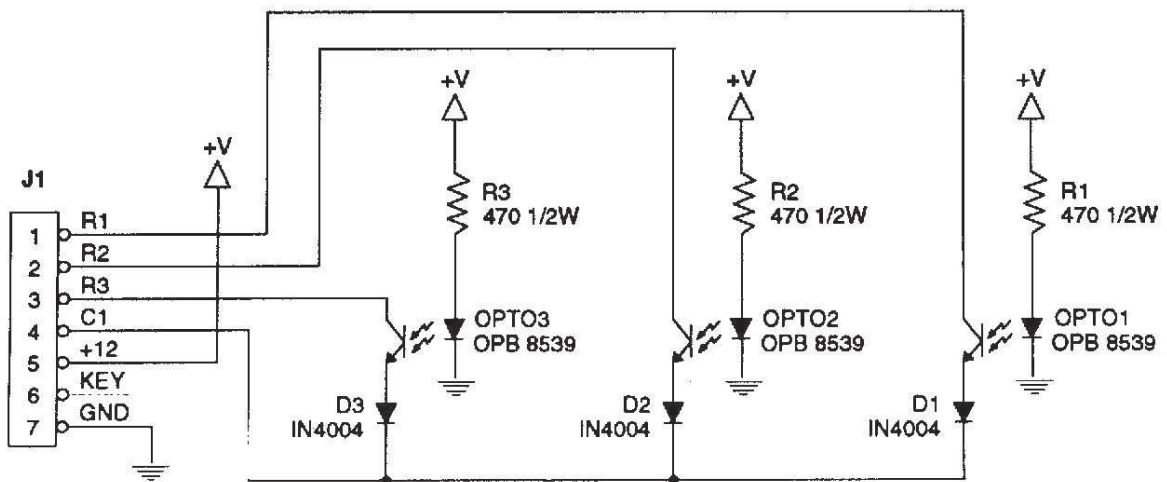 +V
+V
+V
+V
J1
R3
470 1/2W
R2
470 1/2W
R1
470 1/2W
1 R1
2 R2
3 R3
4 C1
5 +12
6 KEY
7 GND
OPTO3
OPB 8539
OPTO2
OPB 8539
OPTO1
OPB 8539
D3
IN4004
D2
IN4004
D1
IN4004